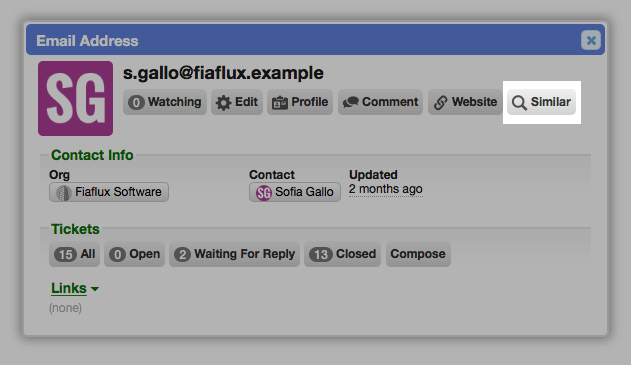 Email Address
SG
s.gallo@fiaflux.example
0 Watching Edit Profile Comment Website Similar
Contact Info
Org Contact Updated
Fiaflux Software SG Sofia Gallo 2 months ago
Tickets
15 All 0 Open 2 Waiting For Reply 13 Closed Compose
Links
(none)